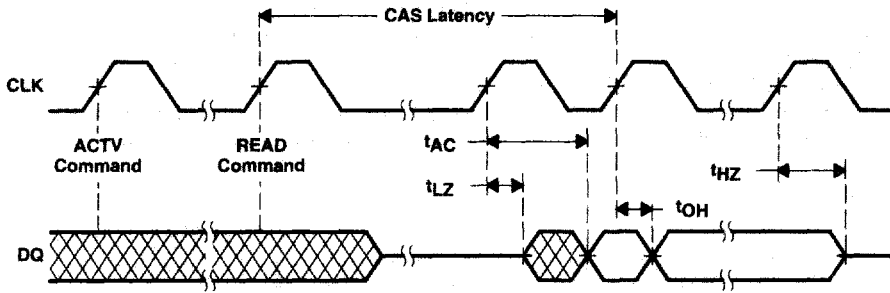 CAS Latency
CLK
ACTV
Command
READ
Command
tAC
tLZ
tHZ
tOH
DQ